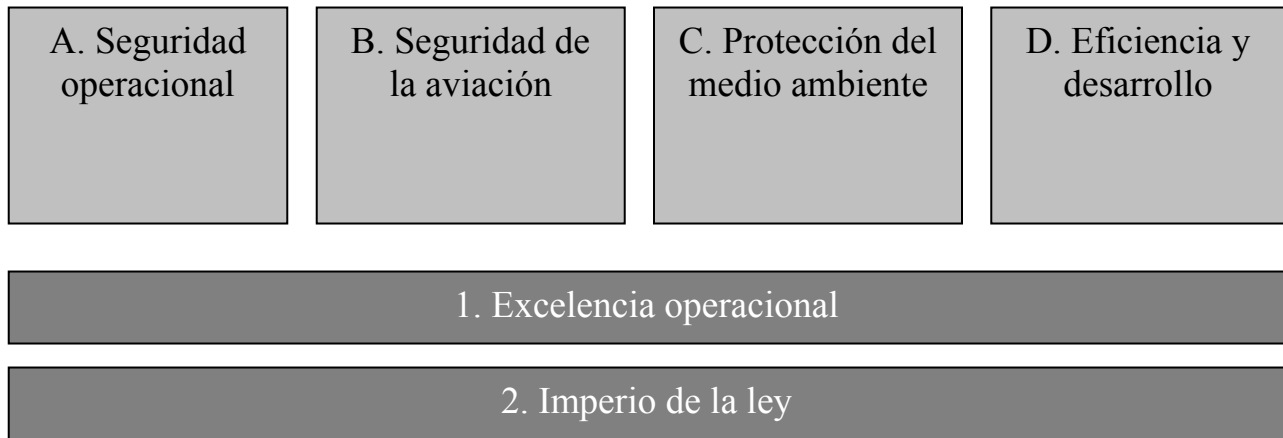 A. Seguridad
operacional
B. Seguridad de
la aviación
C. Protección del
medio ambiente
D. Eficiencia y
desarrollo
1. Excelencia operacional
2. Imperio de la ley